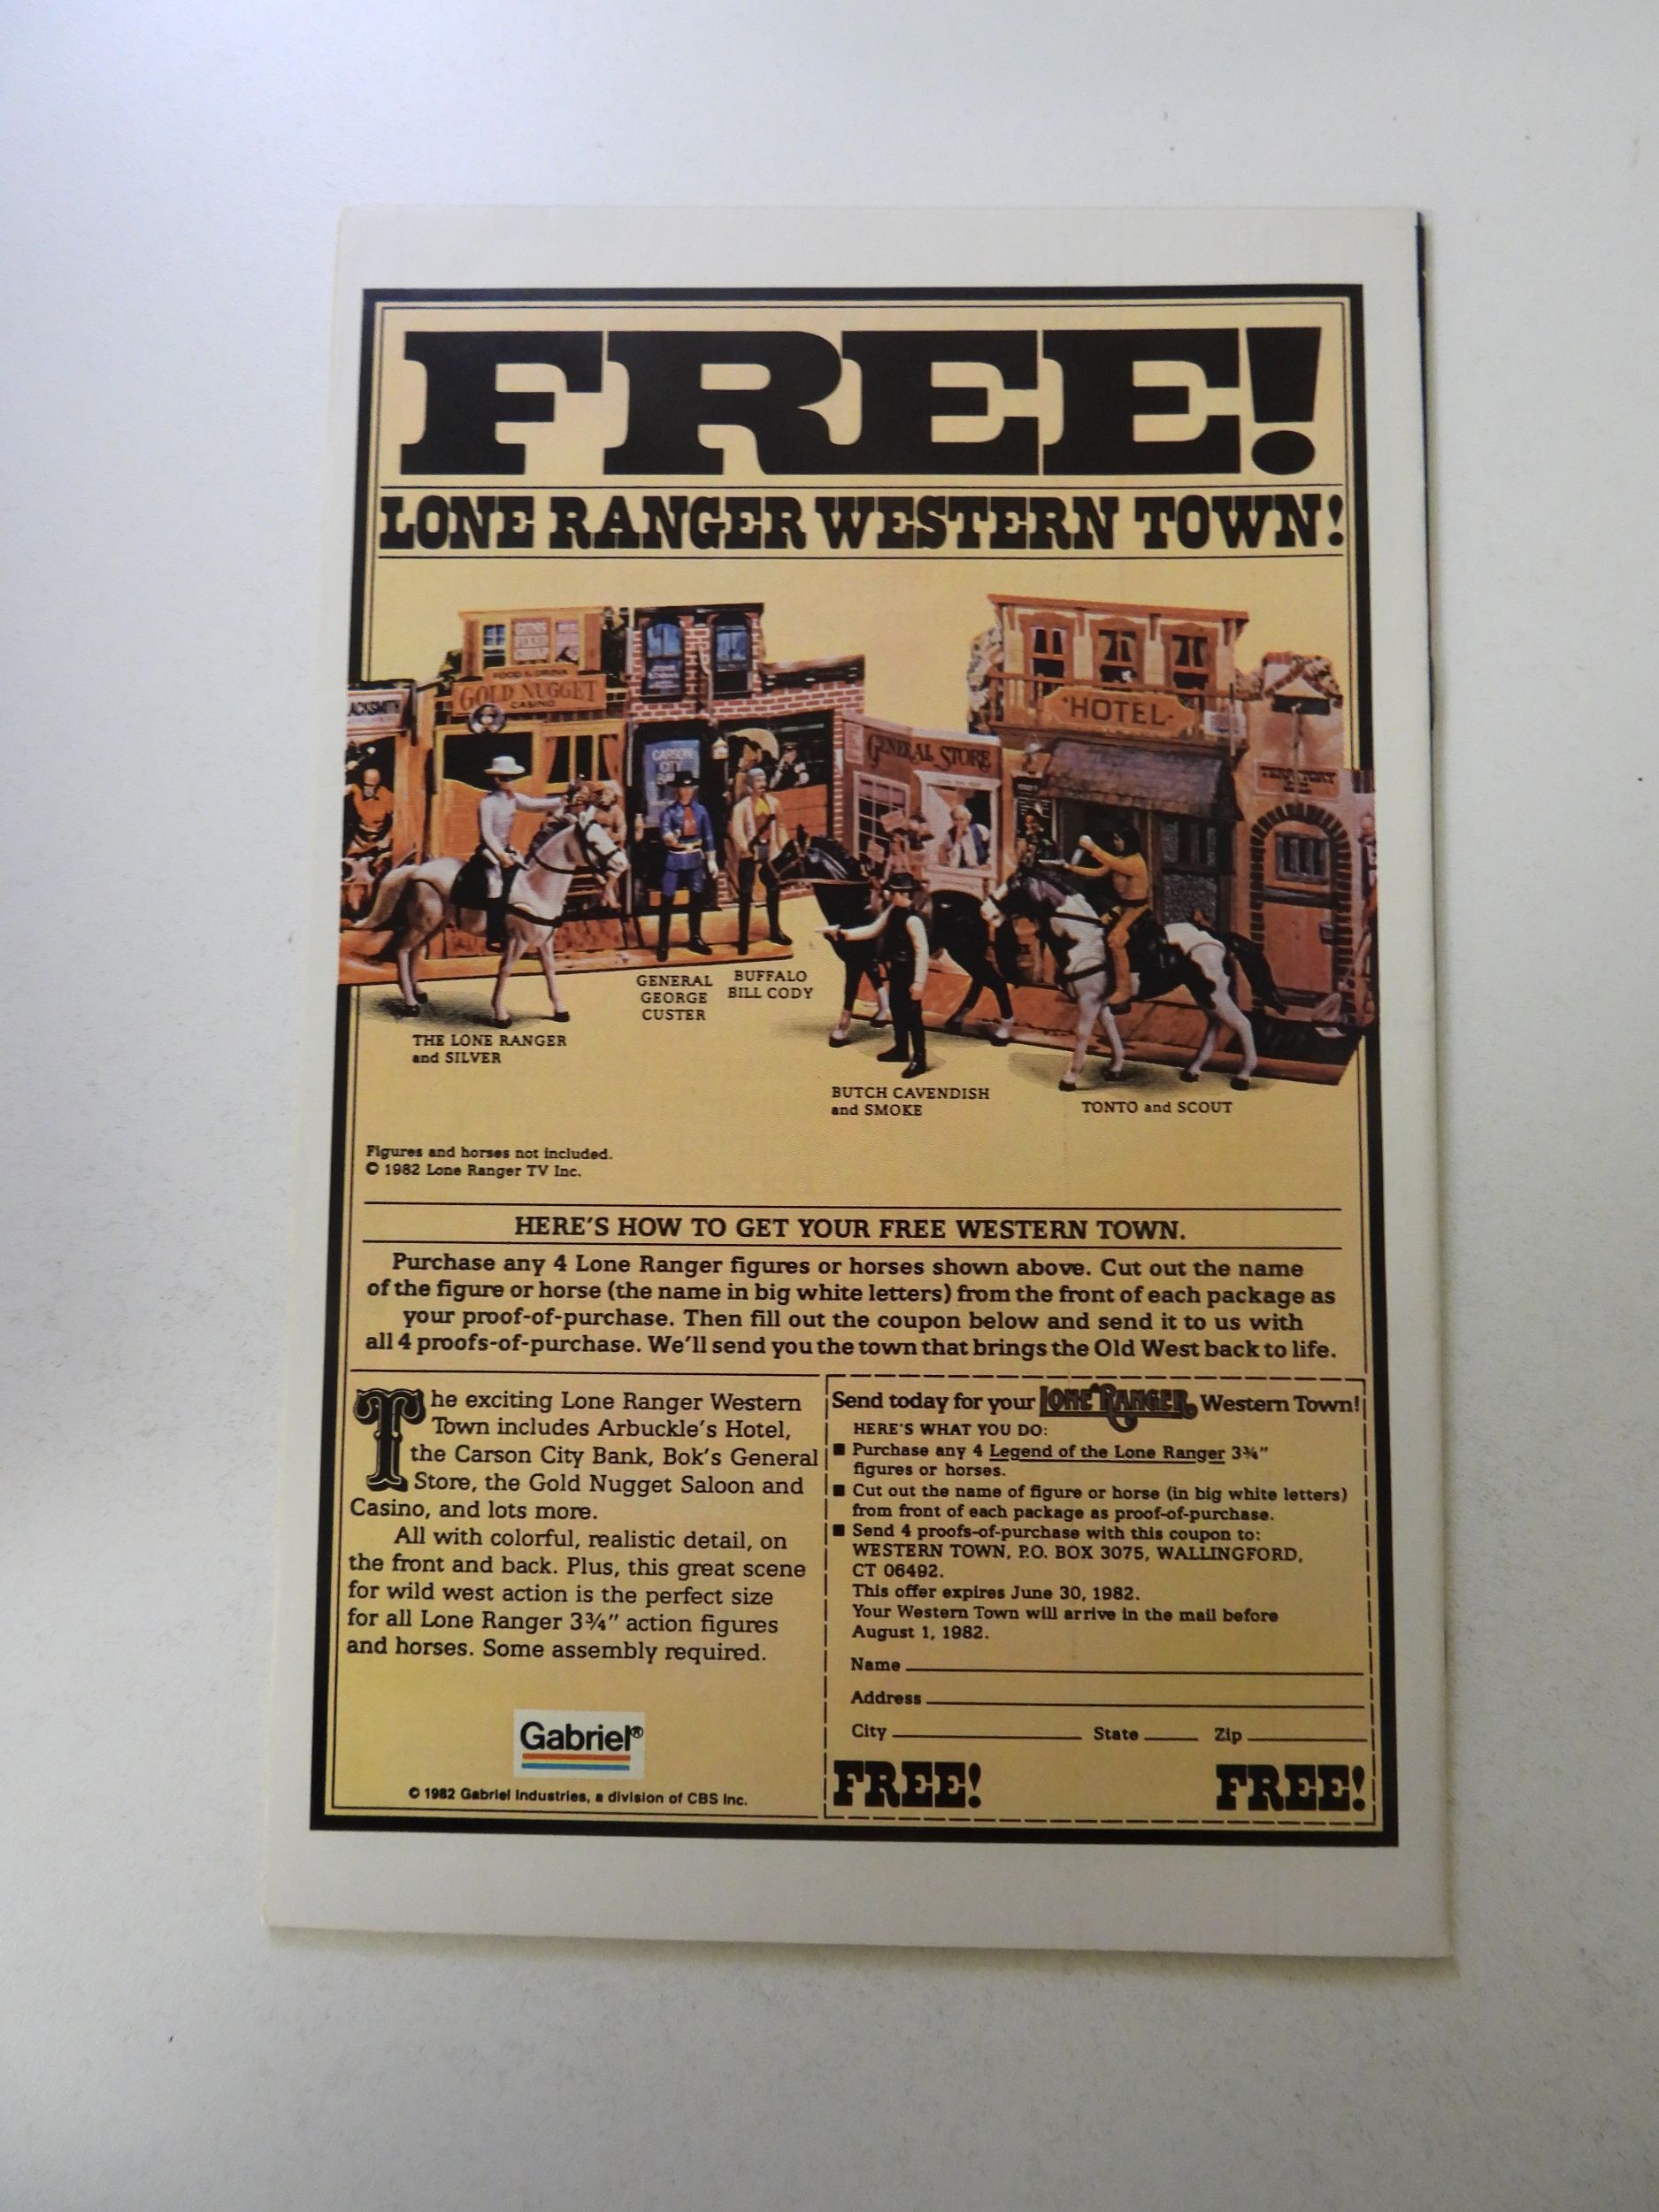 FREE!
LONE RANGER WESTERN TOWN!
GUNS
FIXED
CHEAP
FOOD & DRINK
GOLD NUGGET
CASINO
ACKSMITH
CARSON
CITY
HOTEL
GENERAL STORE
TERRITORY
GENERAL
GEORGE
CUSTER
BUFFALO
BILL CODY
THE LONE RANGER
and SILVER
BUTCH CAVENDISH
and SMOKE
TONTO and SCOUT
Figures and horses not included.
© 1982 Lone Ranger TV Inc.
HERE'S HOW TO GET YOUR FREE WESTERN TOWN.
Purchase any 4 Lone Ranger figures or horses shown above. Cut out the name
of the figure or horse (the name in big white letters) from the front of each package as
your proof-of-purchase. Then fill out the coupon below and send it to us with
all 4 proofs-of-purchase. We'll send you the town that brings the Old West back to life.
The exciting Lone Ranger Western
Town includes Arbuckle's Hotel,
the Carson City Bank, Bok's General
Store, the Gold Nugget Saloon and
Casino, and lots more.
All with colorful, realistic detail, on
the front and back. Plus, this great scene
for wild west action is the perfect size
for all Lone Ranger 3¾" action figures
and horses. Some assembly required.
Gabriel®
© 1982 Gabriel Industries, a division of CBS Inc.
Send today for your LONE RANGER Western Town!
HERE'S WHAT YOU DO:
■ Purchase any 4 Legend of the Lone Ranger 3¾"
figures or horses.
■ Cut out the name of figure or horse (in big white letters)
from front of each package as proof-of-purchase.
■ Send 4 proofs-of-purchase with this coupon to:
WESTERN TOWN, P.O. BOX 3075, WALLINGFORD,
CT 06492.
This offer expires June 30, 1982.
Your Western Town will arrive in the mail before
August 1, 1982.
Name
Address
City State Zip
FREE! FREE!